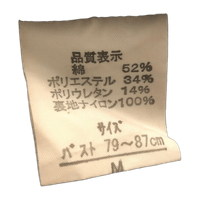 品質表示
綿 52%
ポリエステル 34%
ポリウレタン 14%
裏地ナイロン100%
サイズ
バスト 79~87cm
M